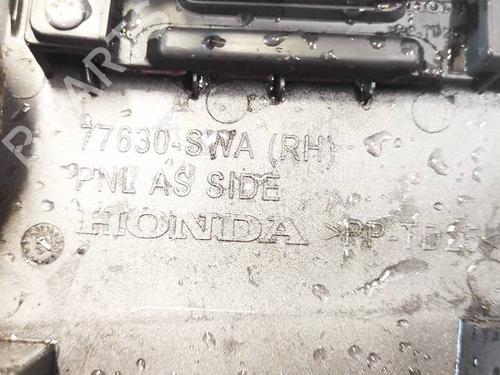 77630-SWA (RH)
PNL AS SIDE
HONDA >PP-TD